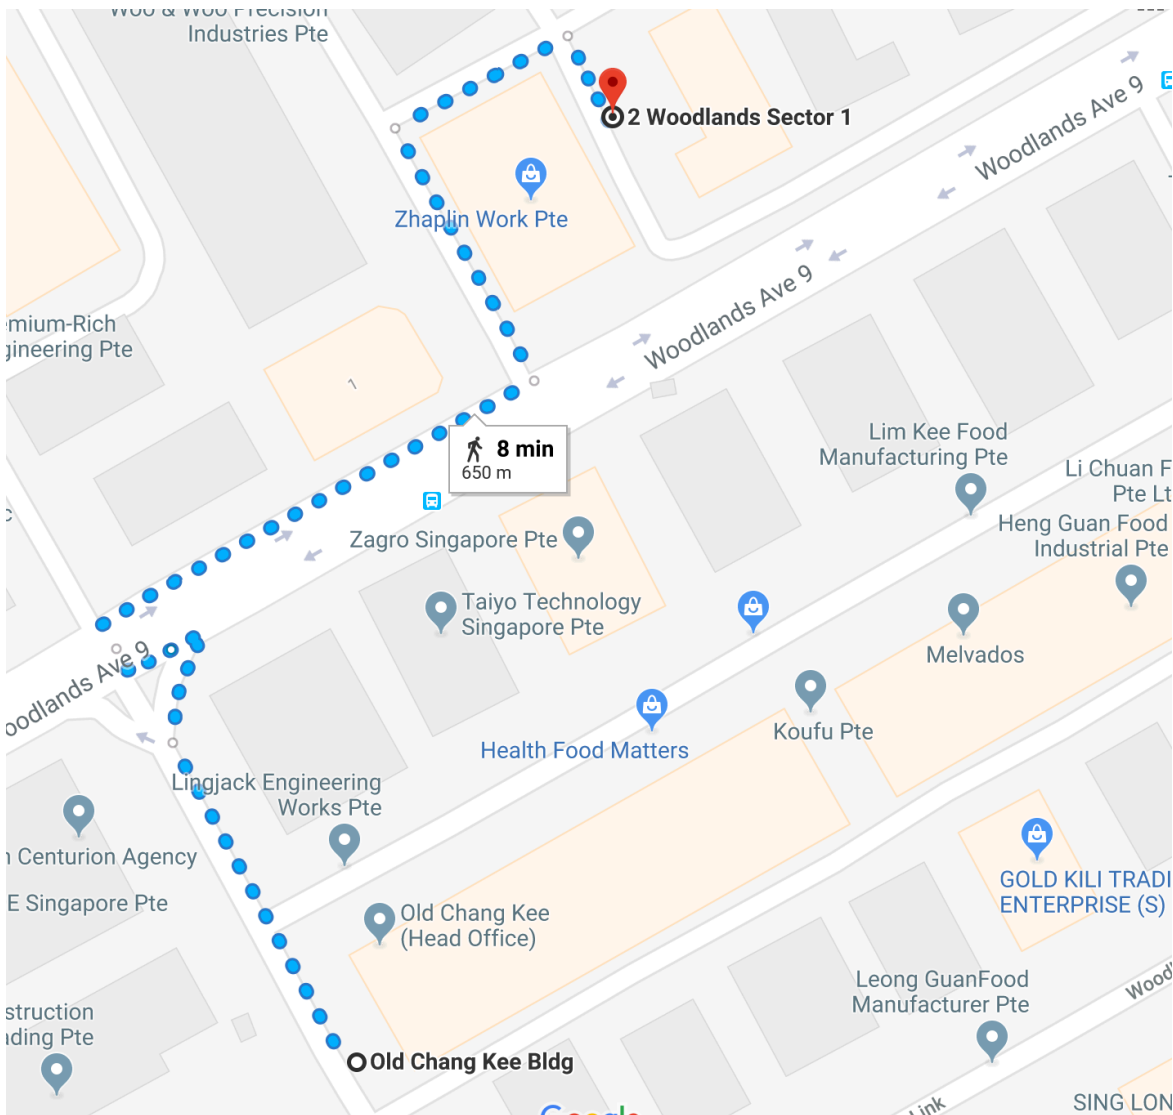 Woo & Woo Precision
Industries Pte
2 Woodlands Sector 1
Woodlands Ave 9
Zhaplin Work Pte
Woodlands Ave 9
emium-Rich
gineering Pte
1
8 min
650 m
Lim Kee Food
Manufacturing Pte
Li Chuan F
Pte Lt
Heng Guan Food
Industrial Pte
Zagro Singapore Pte
Taiyo Technology
Singapore Pte
Melvados
oodlands Ave 9
Koufu Pte
Health Food Matters
Lingjack Engineering
Works Pte
n Centurion Agency
E Singapore Pte
GOLD KILI TRADI
ENTERPRISE (S)
Old Chang Kee
(Head Office)
Leong GuanFood
Manufacturer Pte
Woodl
struction
ading Pte
Old Chang Kee Bldg
Link
Google
SING LON